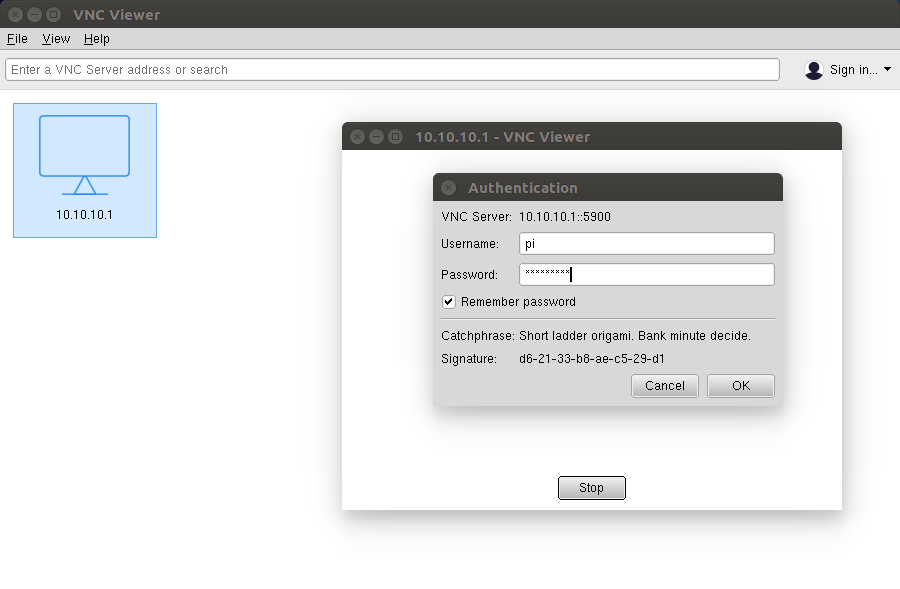 VNC Viewer
File View Help
Enter a VNC Server address or search
Sign in...
10.10.10.1
10.10.10.1 - VNC Viewer
Authentication
VNC Server: 10.10.10.1::5900
Username: pi
Password: *********
Remember password
Catchphrase: Short ladder origami. Bank minute decide.
Signature: d6-21-33-b8-ae-c5-29-d1
Cancel OK
Stop